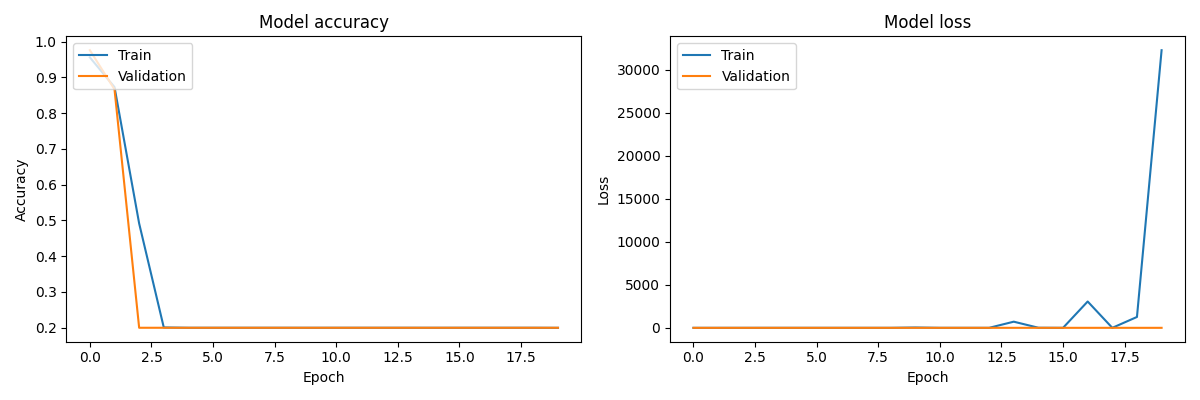 Model accuracy
Train
Validation
1.0
0.9
0.8
0.7
0.6
0.5
0.4
0.3
0.2
Accuracy
0.0 2.5 5.0 7.5 10.0 12.5 15.0 17.5
Epoch
Model loss
Train
Validation
30000
25000
20000
15000
10000
5000
0
Loss
0.0 2.5 5.0 7.5 10.0 12.5 15.0 17.5
Epoch